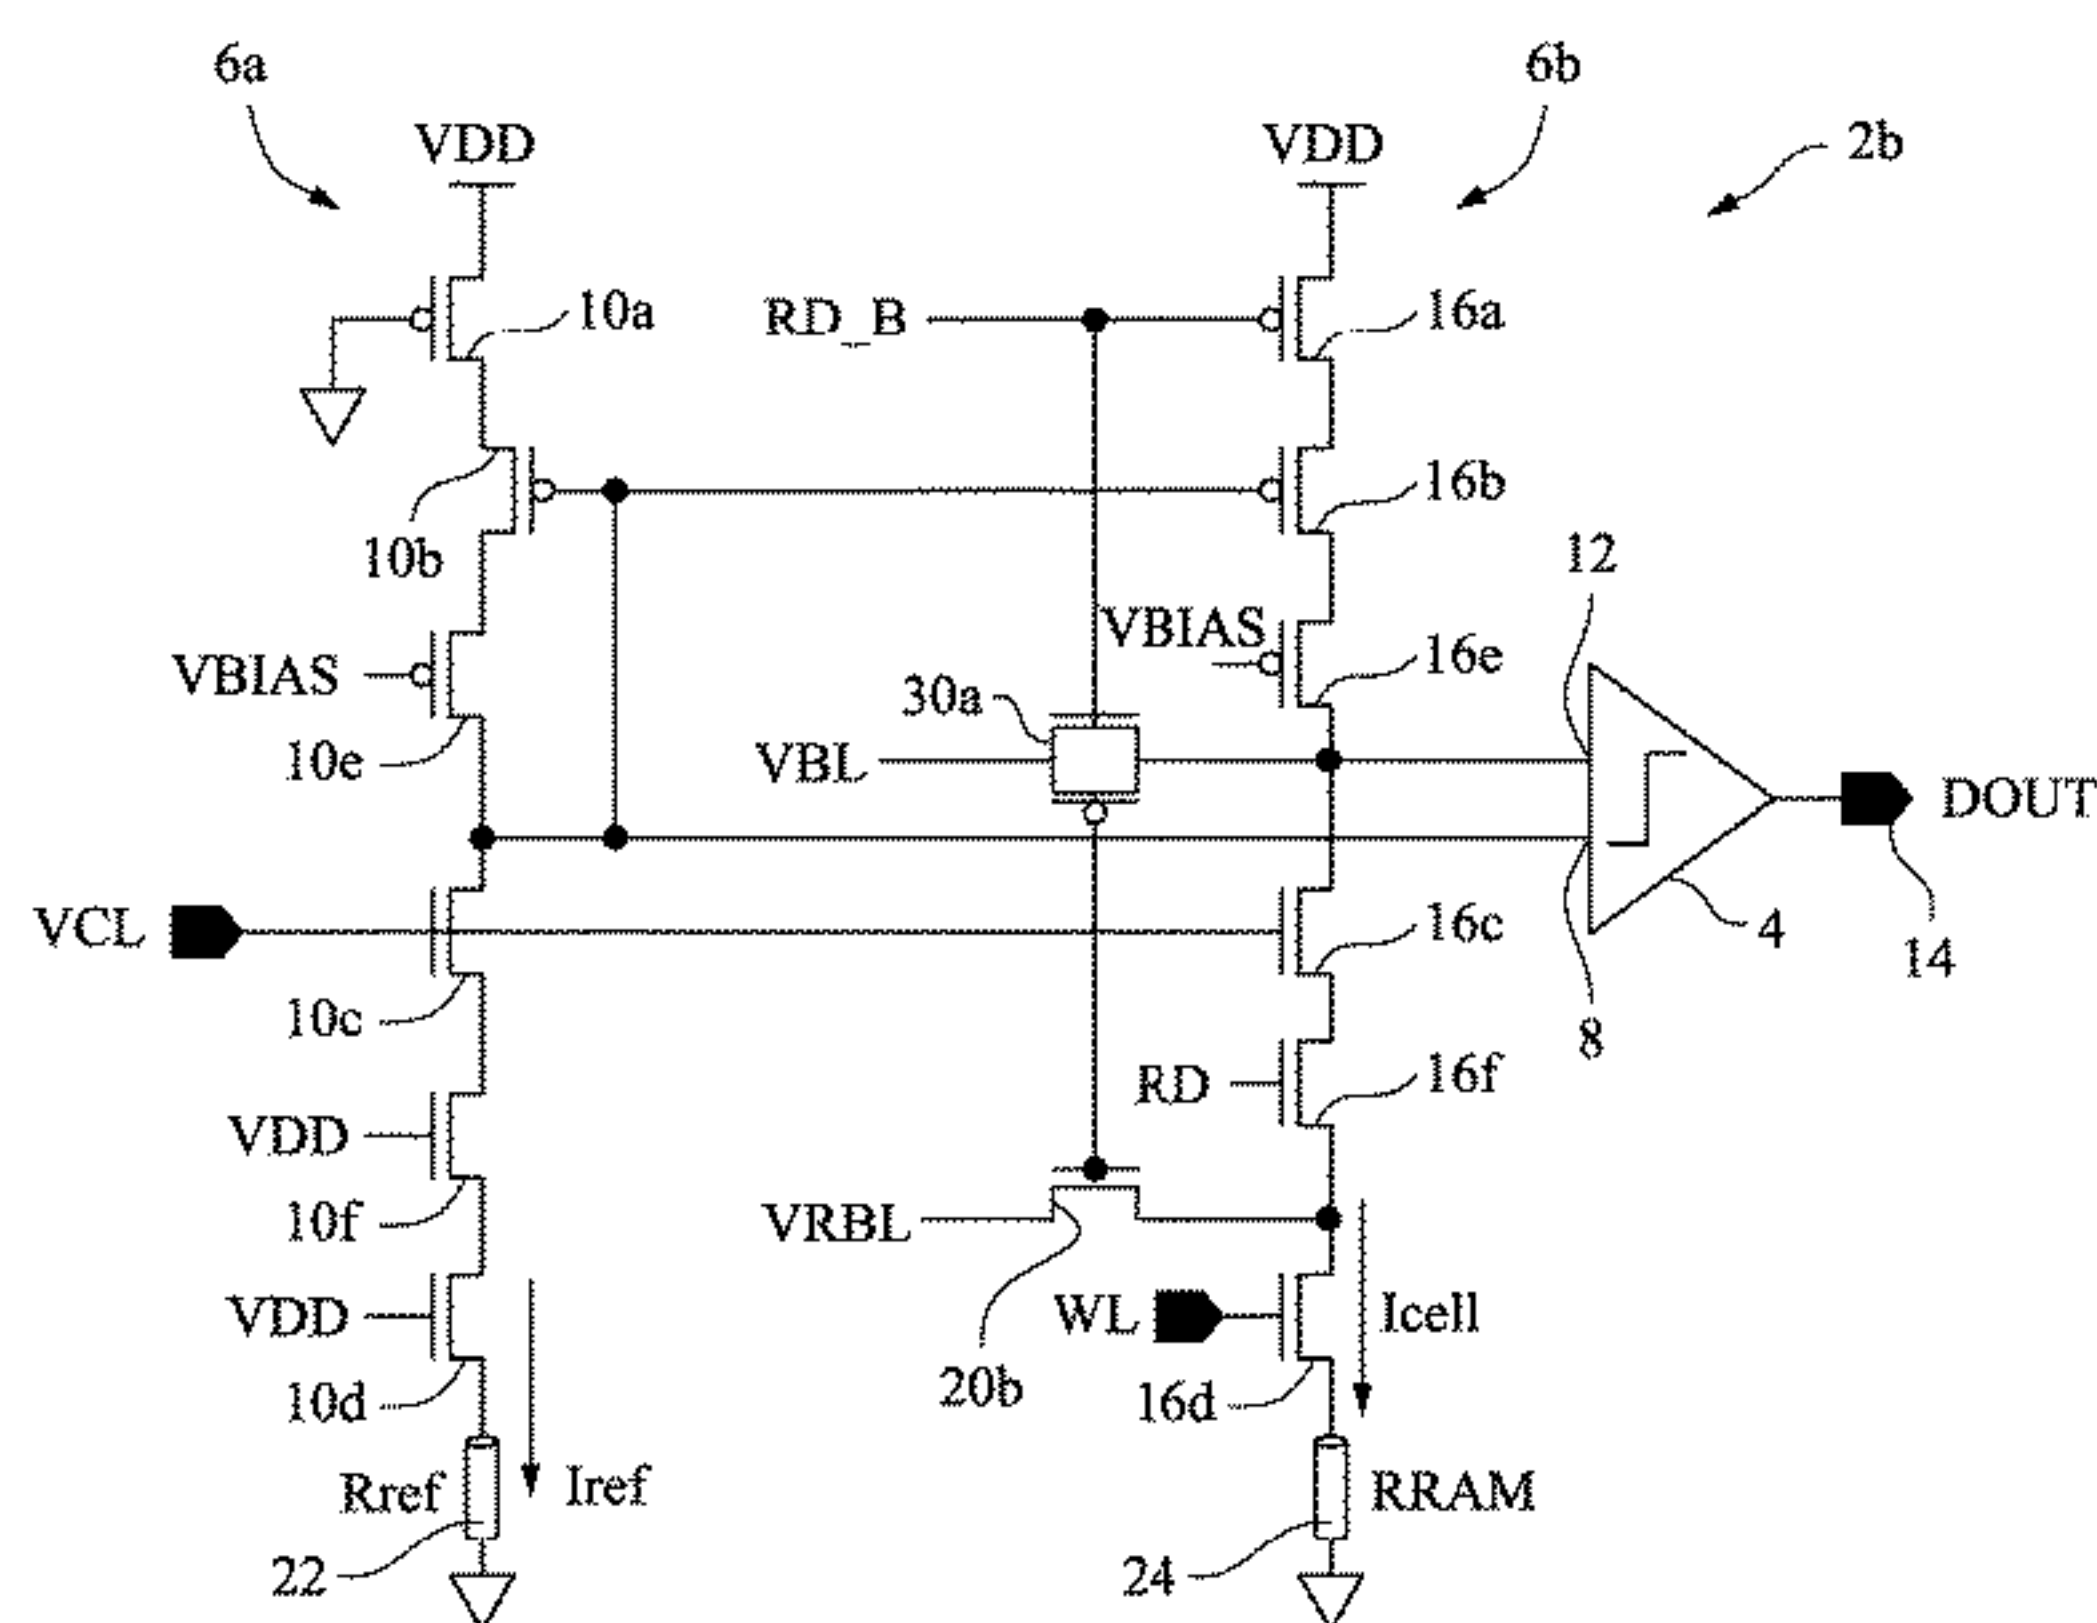 6a
6b
VDD
VDD
2b
10a
RD_B
16a
16b
10b
12
VBIAS
VBIAS
16e
30a
10e
VBL
DOUT
VCL
16c
4
14
10c
8
RD
16f
VDD
10f
VRBL
VDD
WL
Icell
10d
20b
16d
Rref
Iref
RRAM
22
24